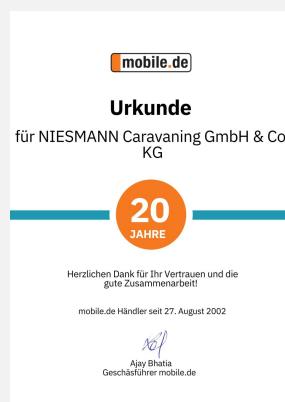 mobile.de
Urkunde
für NIESMANN Caravaning GmbH & Co
KG
20
JAHRE
Herzlichen Dank für Ihr Vertrauen und die
gute Zusammenarbeit!
mobile.de Händler seit 27. August 2002
Ajay Bhatia
Geschäsführer mobile.de